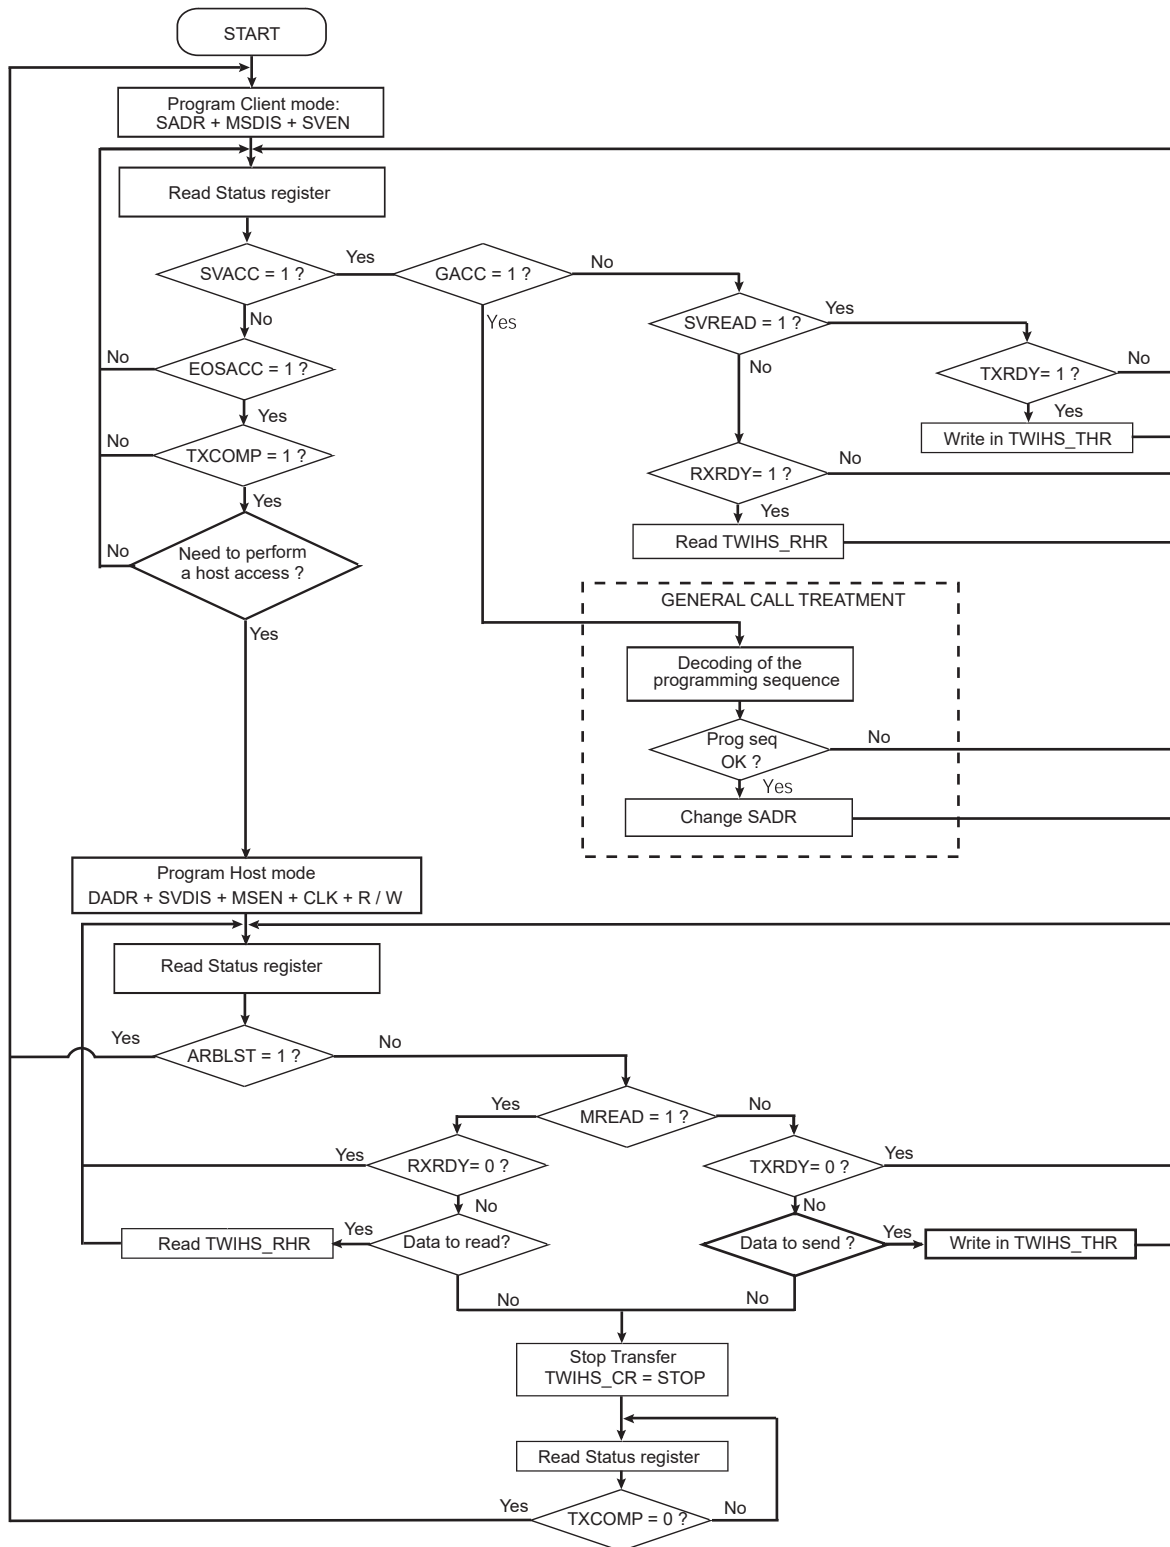 START
Program Client mode:
SADR + MSDIS + SVEN
Read Status register
SVACC = 1 ?
Yes
GACC = 1 ?
No
SVREAD = 1 ?
Yes
No
Yes
No
EOSACC = 1 ?
No
TXRDY= 1 ?
No
Yes
Yes
Write in TWIHS_THR
No
TXCOMP = 1 ?
RXRDY= 1 ?
No
Yes
Yes
Read TWIHS_RHR
No
Need to perform
a host access ?
Yes
GENERAL CALL TREATMENT
Decoding of the
programming sequence
Prog seq
OK ?
No
Yes
Change SADR
Program Host mode
DADR + SVDIS + MSEN + CLK + R / W
Read Status register
Yes
ARBLST = 1 ?
No
Yes
MREAD = 1 ?
No
Yes
RXRDY= 0 ?
TXRDY= 0 ?
Yes
No
No
Read TWIHS_RHR
Yes
Data to read?
Data to send ?
Yes
Write in TWIHS_THR
No
No
Stop Transfer
TWIHS_CR = STOP
Read Status register
Yes
TXCOMP = 0 ?
No